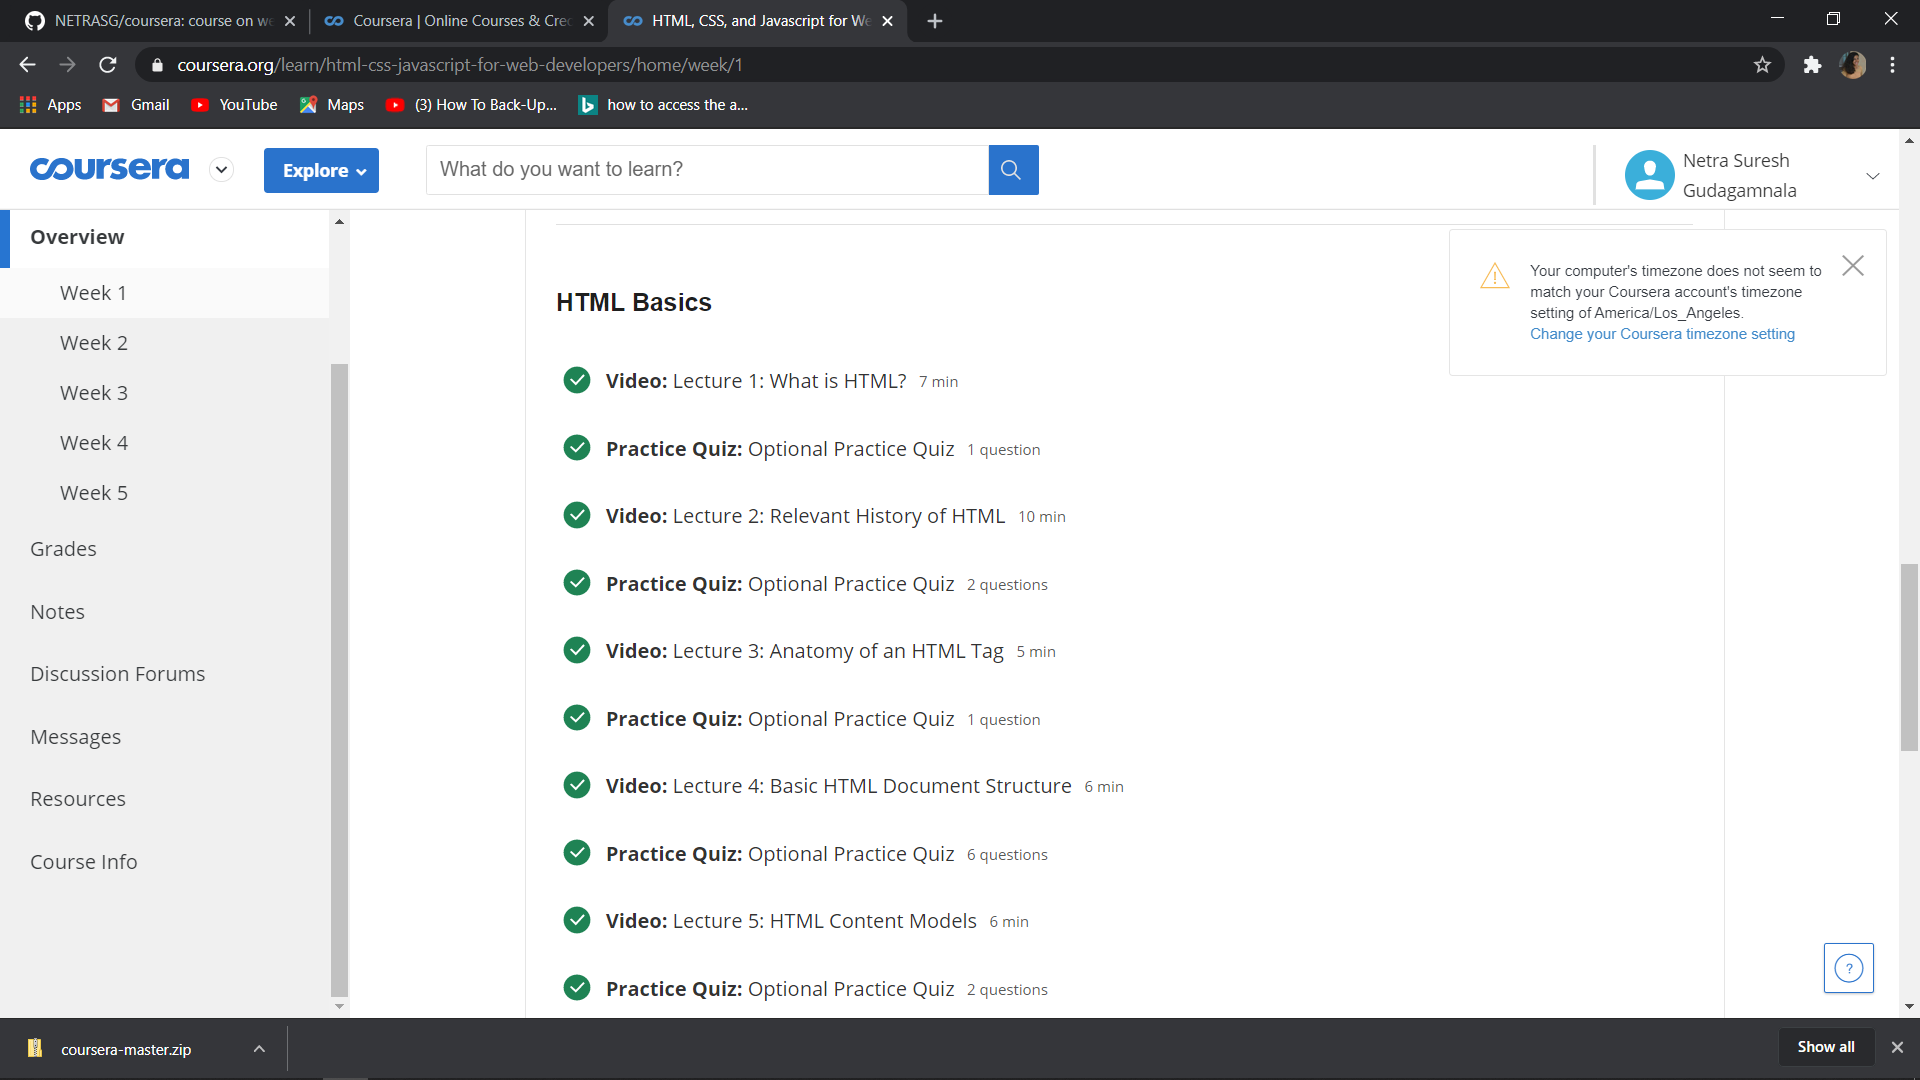 NETRASG/coursera: course on we
Coursera | Online Courses & Cred
HTML, CSS, and Javascript for We
coursera.org/learn/html-css-javascript-for-web-developers/home/week/1
Apps
Gmail
YouTube
Maps
(3) How To Back-Up...
how to access the a...
coursera
Explore
What do you want to learn?
Netra Suresh
Gudagamnala
Overview
Week 1
Week 2
Week 3
Week 4
Week 5
Grades
Notes
Discussion Forums
Messages
Resources
Course Info
Your computer's timezone does not seem to
match your Coursera account's timezone
setting of America/Los_Angeles.
Change your Coursera timezone setting
HTML Basics
Video: Lecture 1: What is HTML? 7 min
Practice Quiz: Optional Practice Quiz 1 question
Video: Lecture 2: Relevant History of HTML 10 min
Practice Quiz: Optional Practice Quiz 2 questions
Video: Lecture 3: Anatomy of an HTML Tag 5 min
Practice Quiz: Optional Practice Quiz 1 question
Video: Lecture 4: Basic HTML Document Structure 6 min
Practice Quiz: Optional Practice Quiz 6 questions
Video: Lecture 5: HTML Content Models 6 min
Practice Quiz: Optional Practice Quiz 2 questions
?
coursera-master.zip
Show all